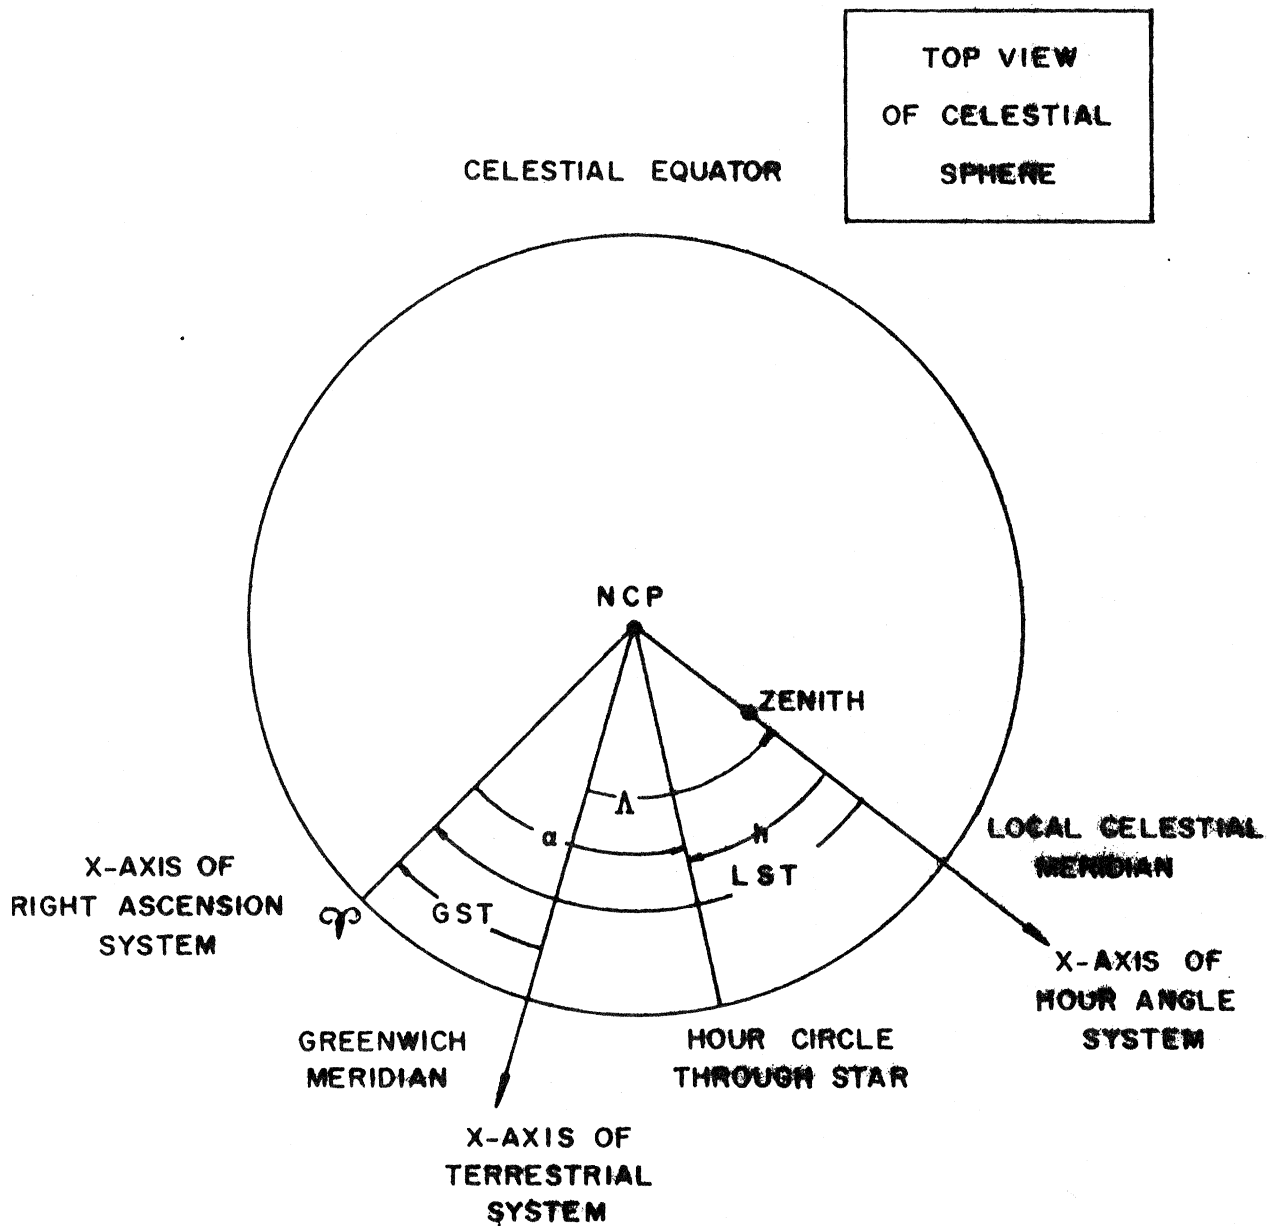 TOP VIEW
OF CELESTIAL
SPHERE
CELESTIAL EQUATOR
NCP
ZENITH
Λ
α
h
LST
GST
LOCAL CELESTIAL
MERIDIAN
X-AXIS OF
RIGHT ASCENSION
SYSTEM
♈
X-AXIS OF
HOUR ANGLE
SYSTEM
GREENWICH
MERIDIAN
HOUR CIRCLE
THROUGH STAR
X-AXIS OF
TERRESTRIAL
SYSTEM